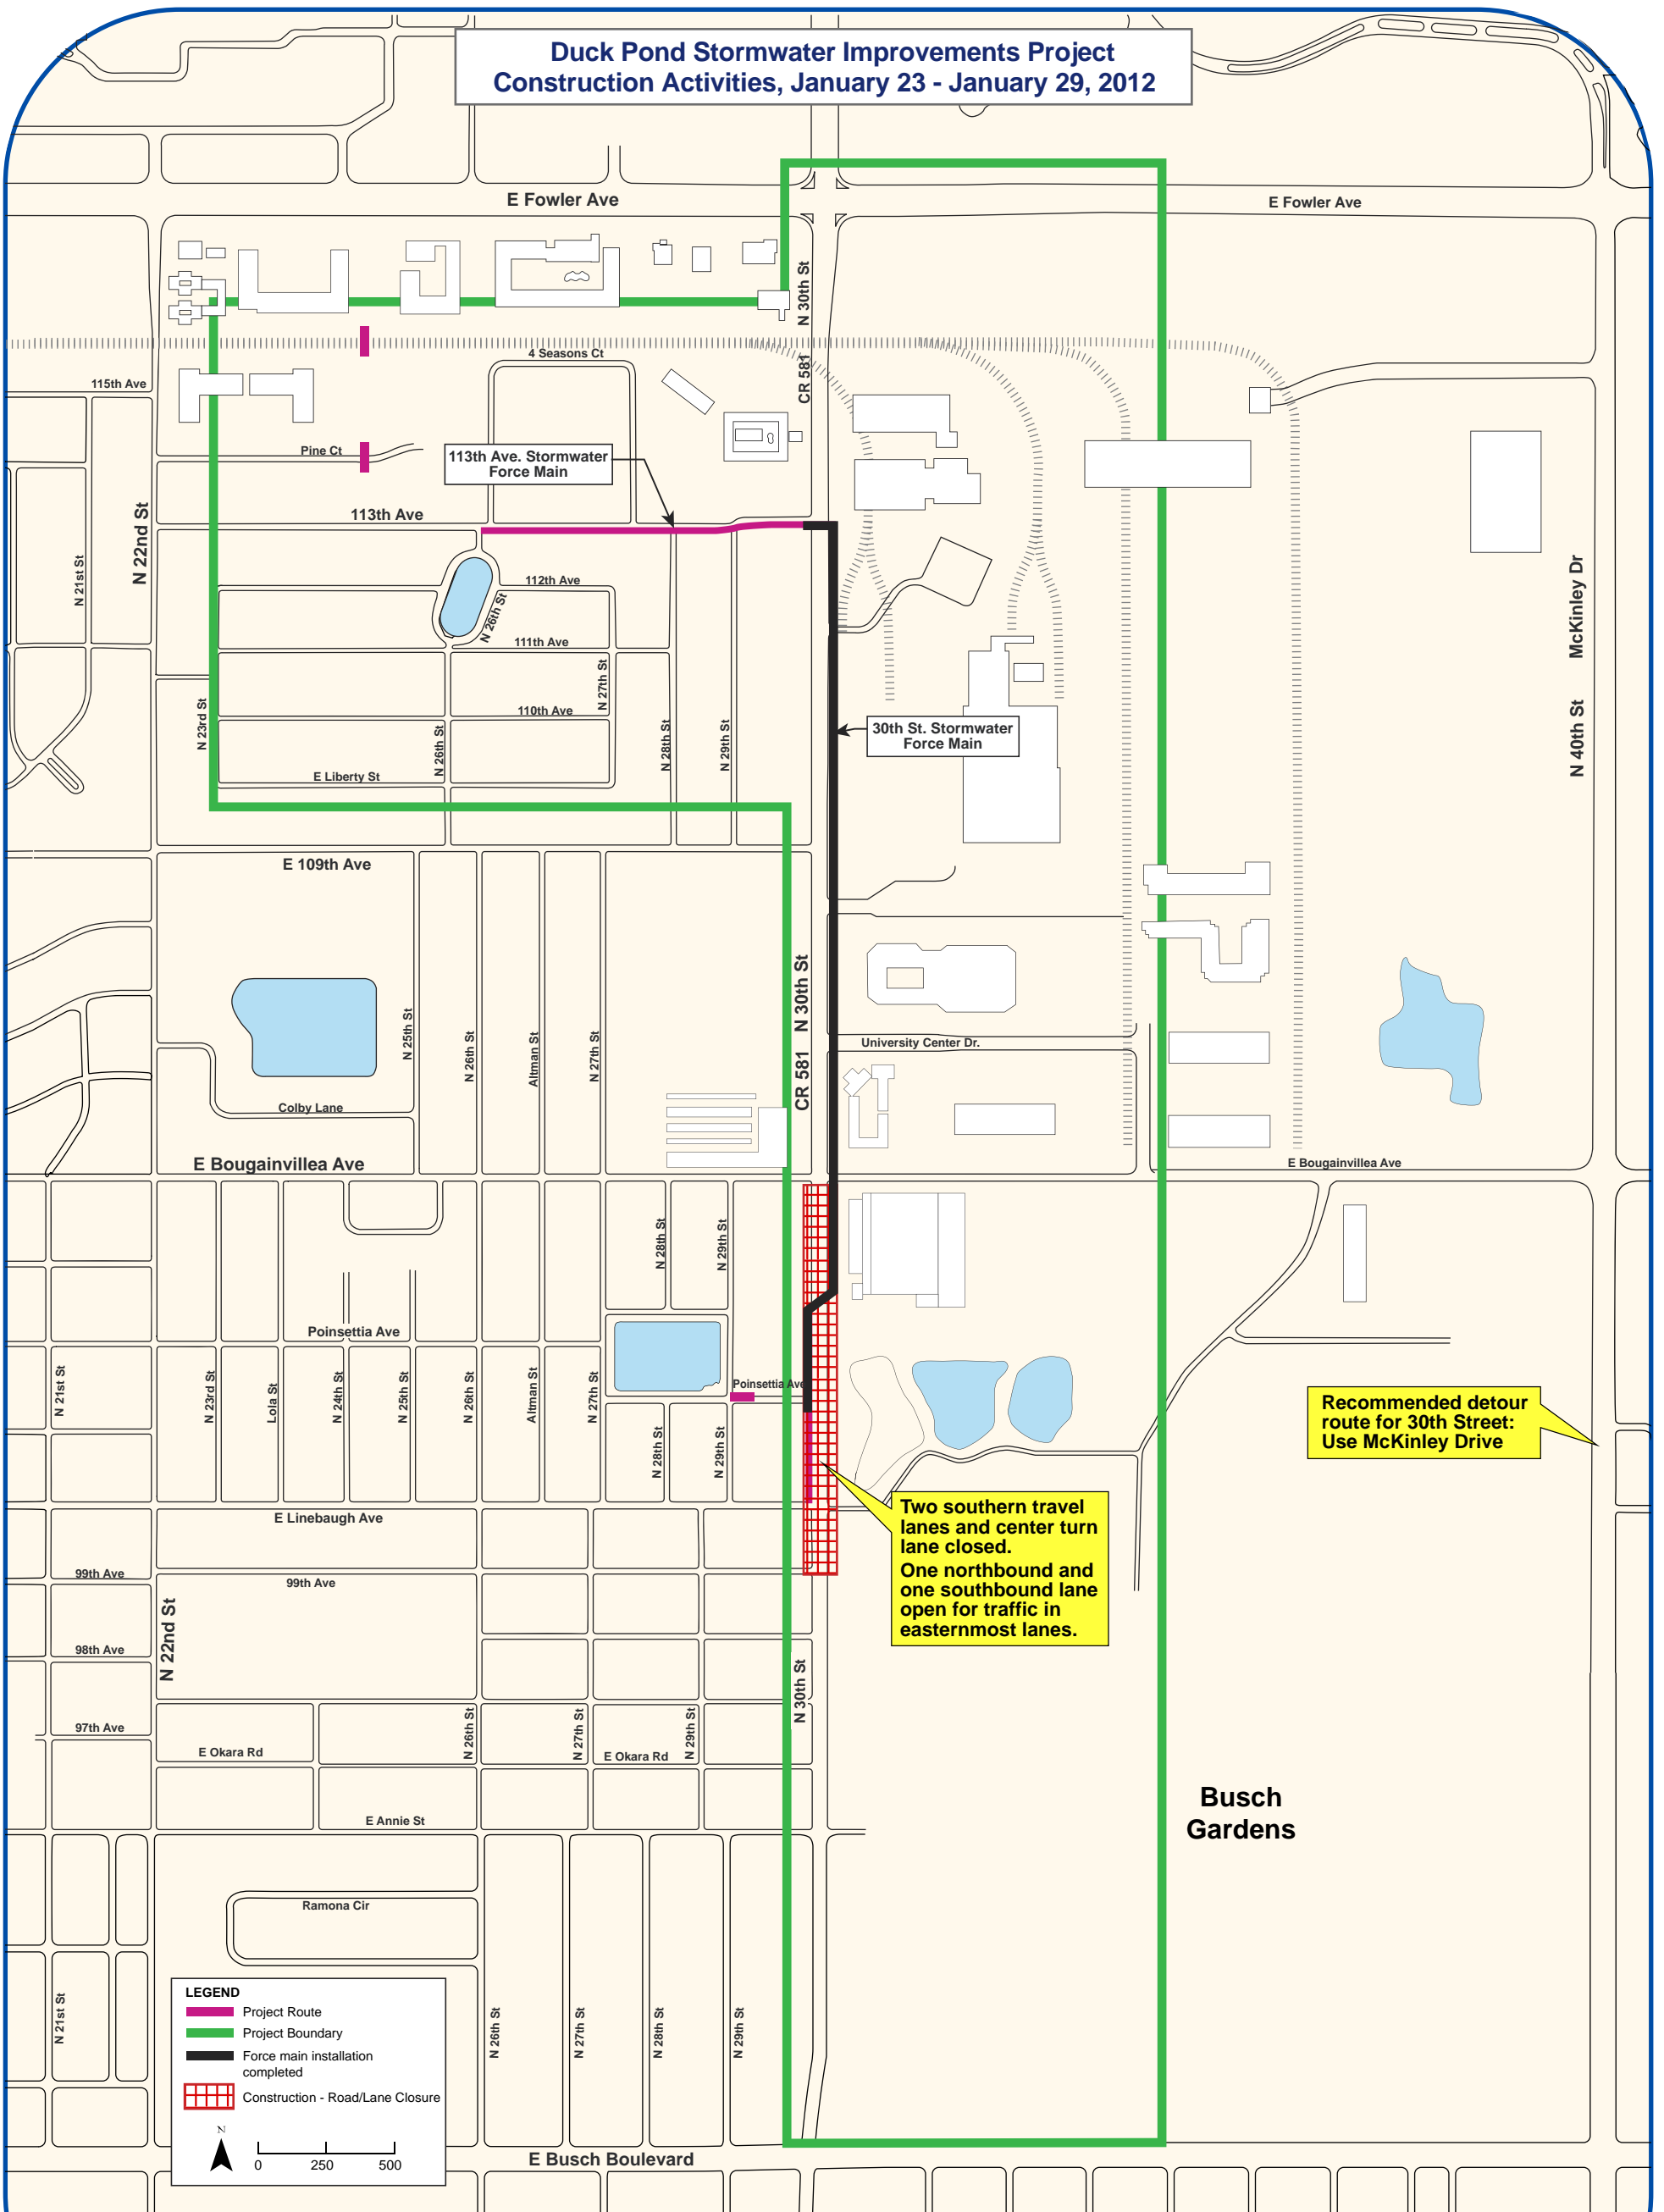 Duck Pond Stormwater Improvements Project
Construction Activities, January 23 - January 29, 2012
E Fowler Ave
E Fowler Ave
N 30th St
CR 581
4 Seasons Ct
115th Ave
Pine Ct
113th Ave. Stormwater
Force Main
113th Ave
N 22nd St
N 21st St
112th Ave
N 26th St
111th Ave
N 27th St
110th Ave
N 23rd St
N 26th St
N 28th St
N 29th St
E Liberty St
30th St. Stormwater
Force Main
McKinley Dr
N 40th St
E 109th Ave
N 25th St
N 26th St
Altman St
N 27th St
N 30th St
CR 581
University Center Dr.
Colby Lane
E Bougainvillea Ave
E Bougainvillea Ave
N 28th St
N 29th St
Poinsettia Ave
Poinsettia Ave
N 21st St
N 23rd St
Lola St
N 24th St
N 25th St
N 26th St
Altman St
N 27th St
N 28th St
N 29th St
Recommended detour
route for 30th Street:
Use McKinley Drive
Two southern travel
lanes and center turn
lane closed.
One northbound and
one southbound lane
open for traffic in
easternmost lanes.
E Linebaugh Ave
99th Ave
99th Ave
N 22nd St
98th Ave
N 30th St
97th Ave
E Okara Rd
N 26th St
N 27th St
E Okara Rd
N 29th St
Busch
Gardens
E Annie St
Ramona Cir
N 21st St
N 26th St
N 27th St
N 28th St
N 29th St
LEGEND
Project Route
Project Boundary
Force main installation
completed
Construction - Road/Lane Closure
N
0 250 500
E Busch Boulevard